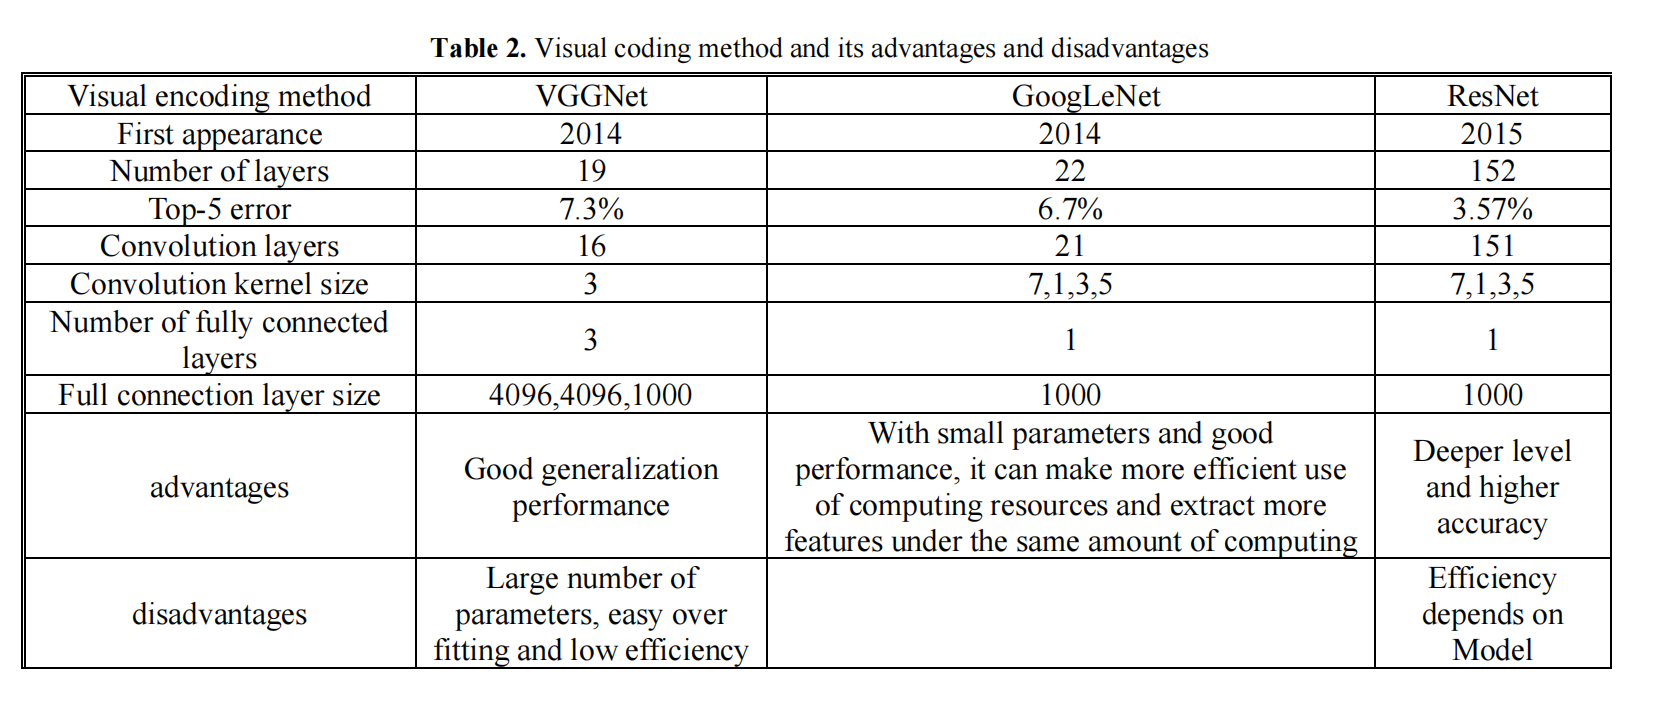 Table 2. Visual coding method and its advantages and disadvantages
Visual encoding method VGGNet GoogLeNet ResNet
First appearance 2014 2014 2015
Number of layers 19 22 152
Top-5 error 7.3% 6.7% 3.57%
Convolution layers 16 21 151
Convolution kernel size 3 7,1,3,5 7,1,3,5
Number of fully connected
layers
3 1 1
Full connection layer size 4096,4096,1000 1000 1000
advantages
Good generalization
performance
With small parameters and good
performance, it can make more efficient use
of computing resources and extract more
features under the same amount of computing
Deeper level
and higher
accuracy
disadvantages
Large number of
parameters, easy over
fitting and low efficiency
Efficiency
depends on
Model